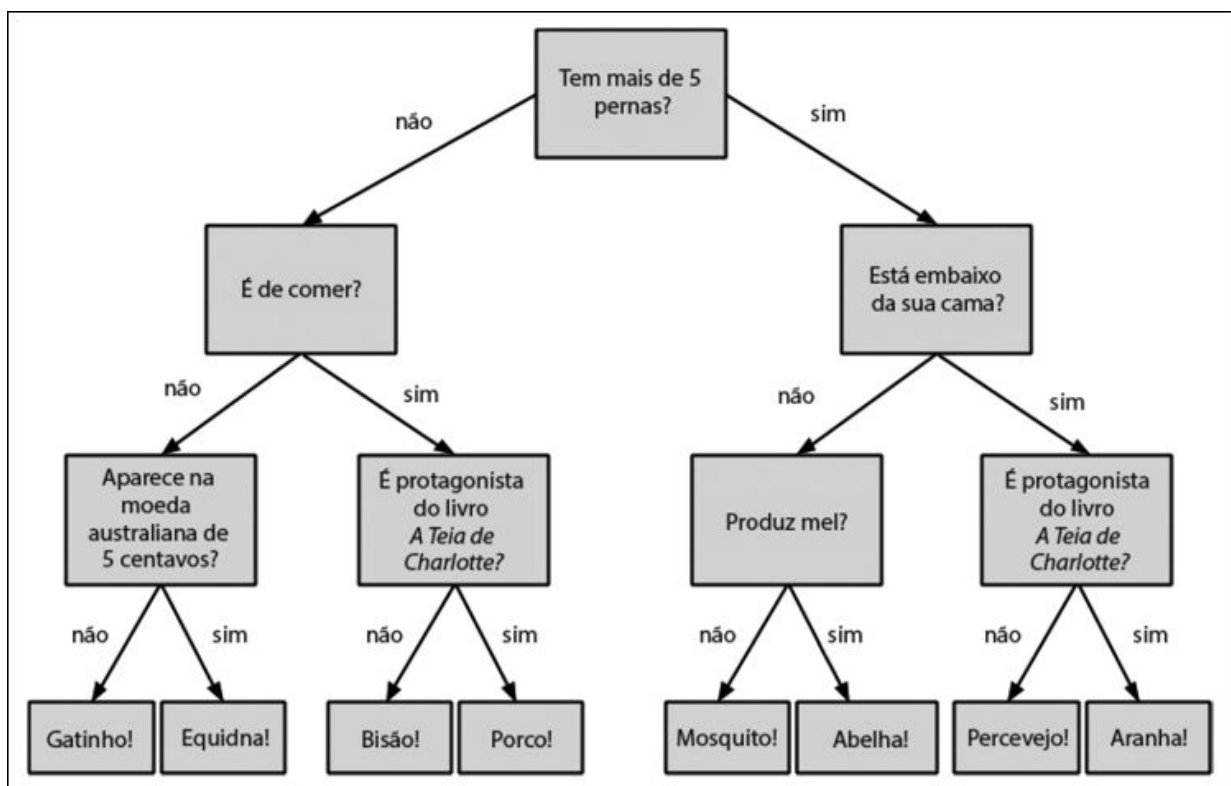 Tem mais de 5
pernas?
não
sim
É de comer?
Está embaixo
da sua cama?
não
sim
não
sim
Aparece na
moeda
australiana de
5 centavos?
É protagonista
do livro
A Teia de
Charlotte?
Produz mel?
É protagonista
do livro
A Teia de
Charlotte?
não
sim
não
sim
não
sim
não
sim
Gatinho!
Equidna!
Bisão!
Porco!
Mosquito!
Abelha!
Percevejo!
Aranha!